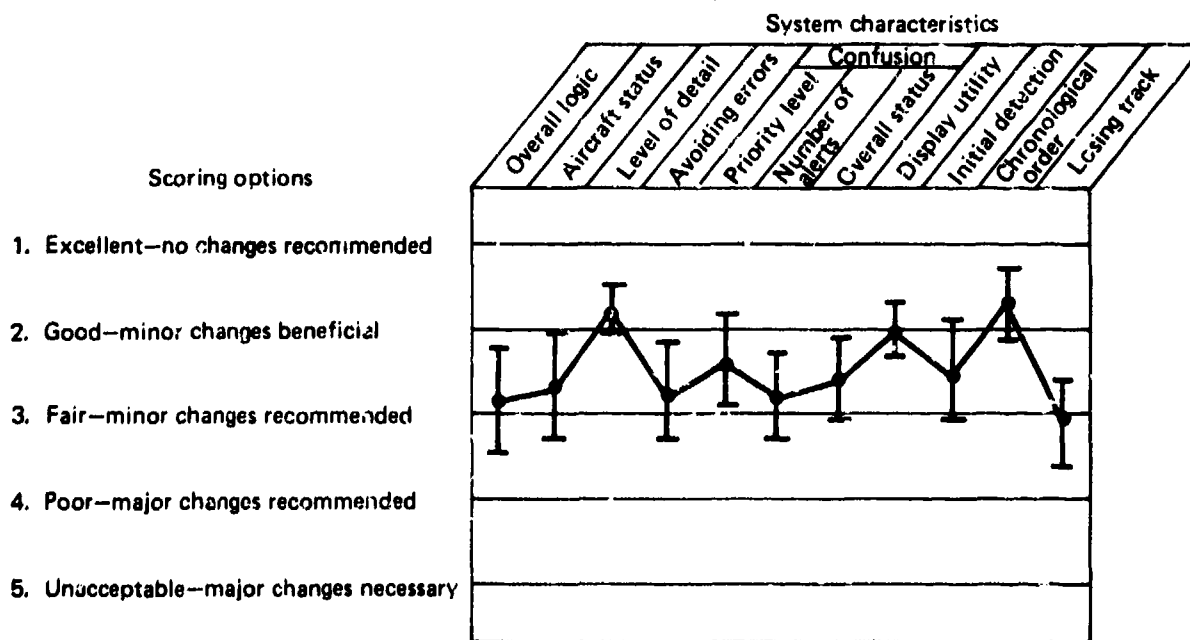 System characteristics
Confusion
Overall logic
Aircraft status
Level of detail
Avoiding errors
Priority level
Number of
alerts
Overall status
Display utility
Initial detection
Chronological
order
Losing track
Scoring options
1. Excellent—no changes recommended
2. Good—minor changes beneficial
3. Fair—minor changes recommended
4. Poor—major changes recommended
5. Unacceptable—major changes necessary